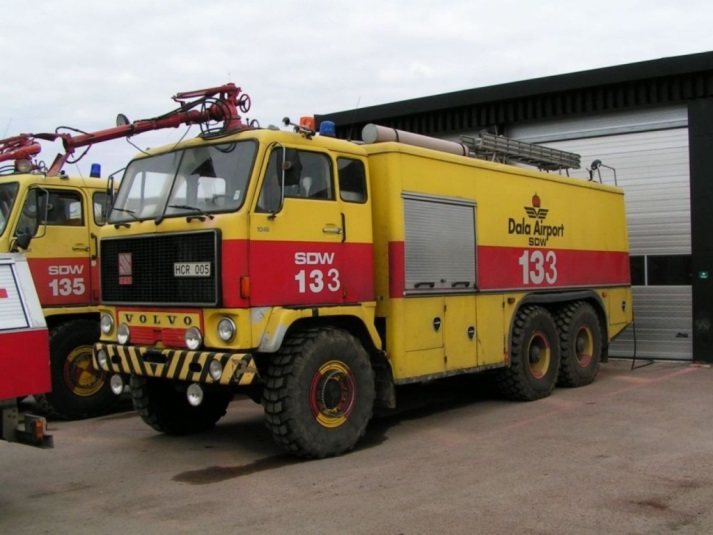 Dala Airport
SDW
133
SDW
133
HCR 005
VOLVO
SDW
135